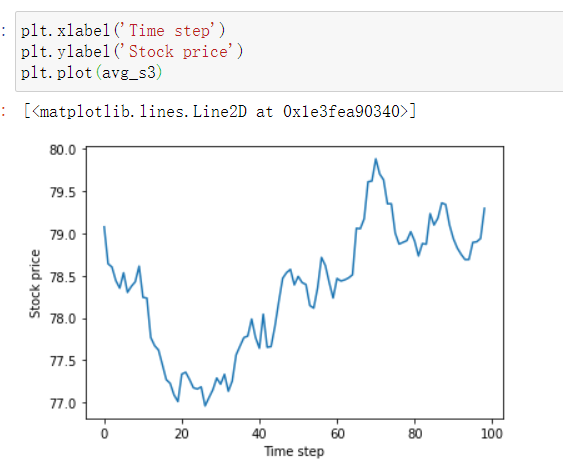 : plt.xlabel('Time step')
plt.ylabel('Stock price')
plt.plot(avg_s3)
: [<matplotlib.lines.Line2D at 0x1e3fea90340>]
80.0
79.5
79.0
78.5
78.0
77.5
77.0
Stock price
0 20 40 60 80 100
Time step